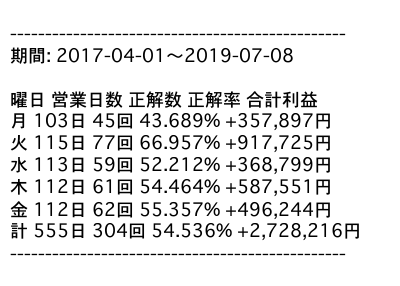 ------------------------------------------------
期間: 2017-04-01～2019-07-08
曜日 営業日数 正解数 正解率 合計利益
月 103日 45回 43.689% +357,897円
火 115日 77回 66.957% +917,725円
水 113日 59回 52.212% +368,799円
木 112日 61回 54.464% +587,551円
金 112日 62回 55.357% +496,244円
計 555日 304回 54.536% +2,728,216円
------------------------------------------------